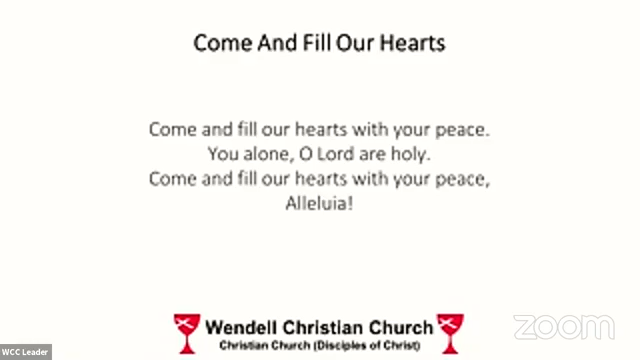 Come And Fill Our Hearts
Come and fill our hearts with your peace.
You alone, O Lord are holy.
Come and fill our hearts with your peace,
Alleluia!
Wendell Christian Church
Christian Church (Disciples of Christ)
zoom
WCC Leader